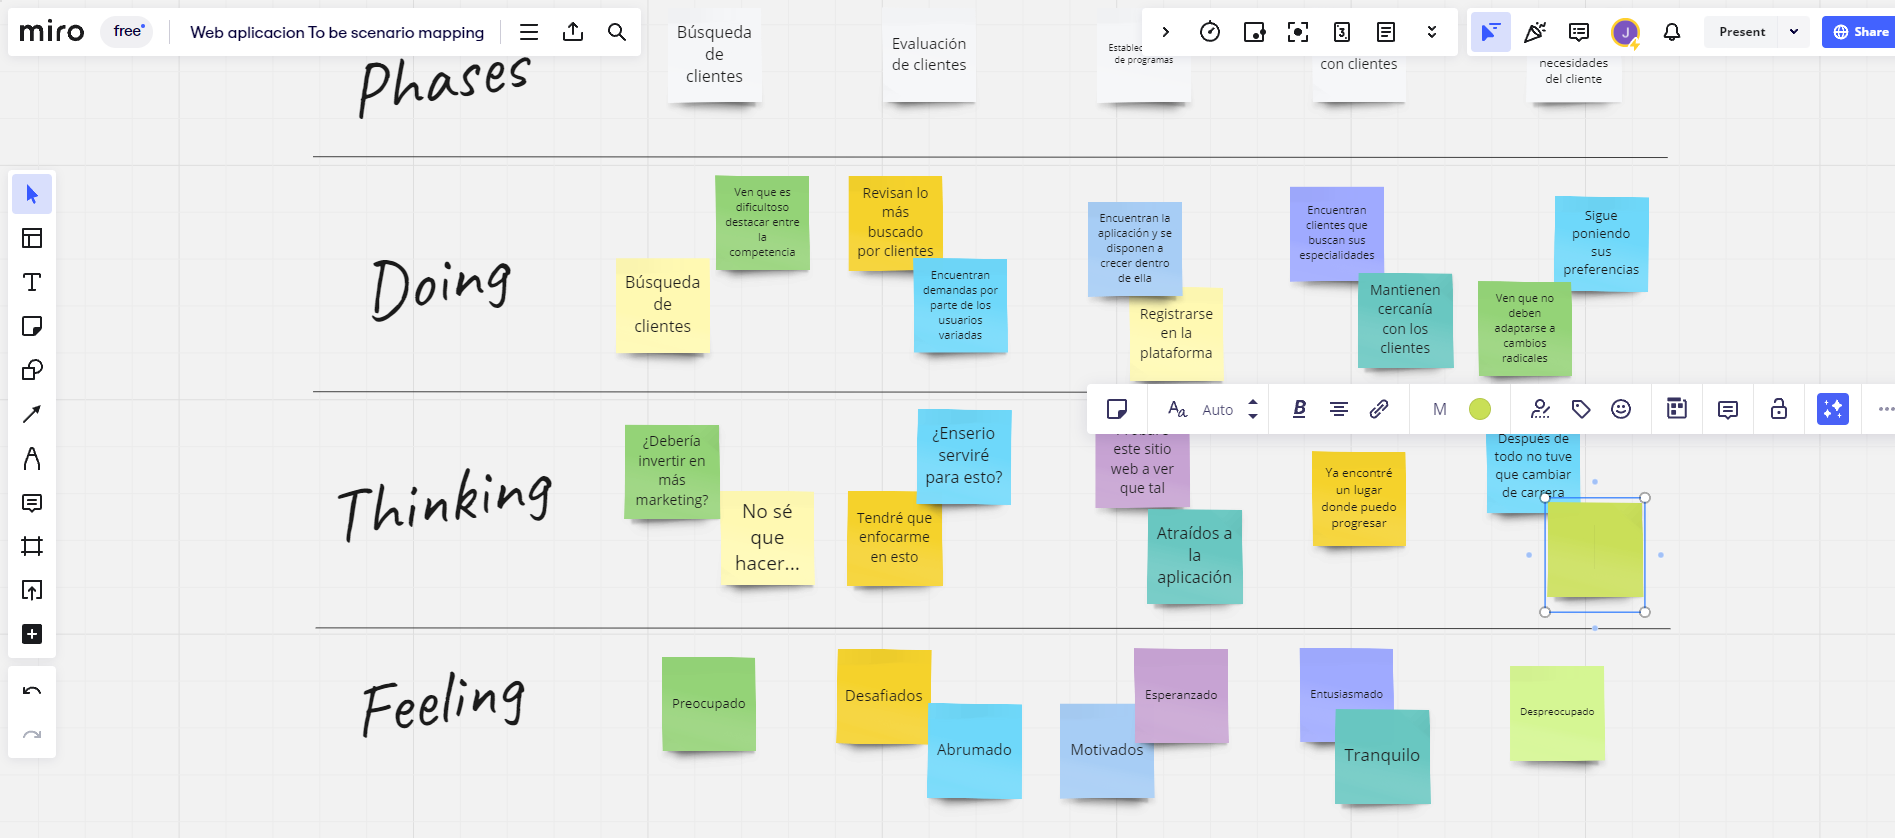 miro
free
Web aplicacion To be scenario mapping
3
J
Present
Share
Phases
Búsqueda
de
clientes
Evaluación
de clientes
de programas
con clientes
necesidades
del cliente
Doing
Búsqueda
de
clientes
Ven que es
dificultoso
destacar entre
la
competencia
Revisan lo
más
buscado
por clientes
Encuentran
demandas por
parte de los
usuarios
variadas
Encuentran la
aplicación y se
disponen a
crecer dentro
de ella
Registrarse
en la
plataforma
Encuentran
clientes que
buscan sus
especialidades
Mantienen
cercanía
con los
clientes
Ven que no
deben
adaptarse a
cambios
radicales
Sigue
poniendo
sus
preferencias
Auto
B
M
Thinking
¿Debería
invertir en
más
marketing?
No sé
que
hacer...
Tendré que
enfocarme
en esto
¿Enserio
serviré
para esto?
este sitio
web a ver
que tal
Atraídos a
la
aplicación
Ya encontré
un lugar
donde puedo
progresar
Después de
todo no tuve
que cambiar
de carrera
Feeling
Preocupado
Desafiados
Abrumado
Motivados
Esperanzado
Entusiasmado
Tranquilo
Despreocupado